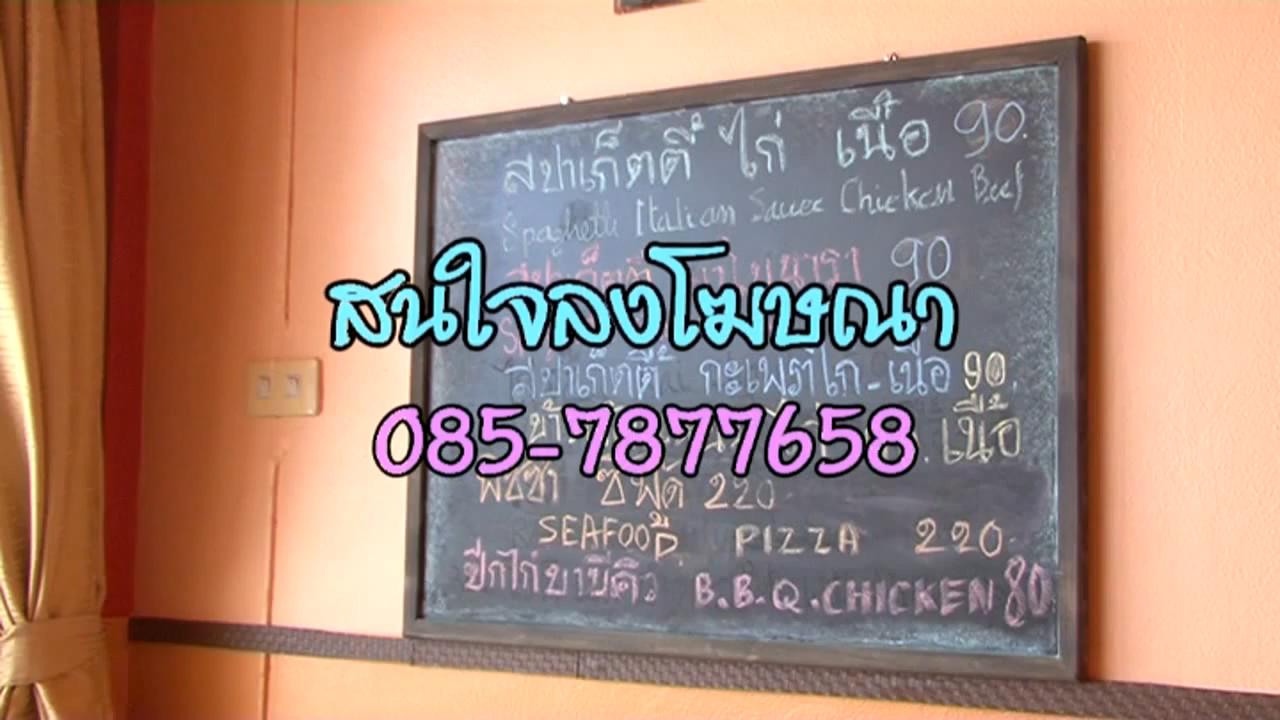 สปาเก็ตตี้ ไก่ เนื้อ 90.
Spaghetti Italian Sauce Chicken Beef
90
สนใจลงโฆษณา
สปาเก็ตตี้ กะเพราไก่-เนื้อ 90.
085-7877658
เนื้อ
พิซซ่า ซีฟู้ด 220
SEAFOOD PIZZA 220
ปีกไก่บาบีคิว B.B.Q.CHICKEN 80